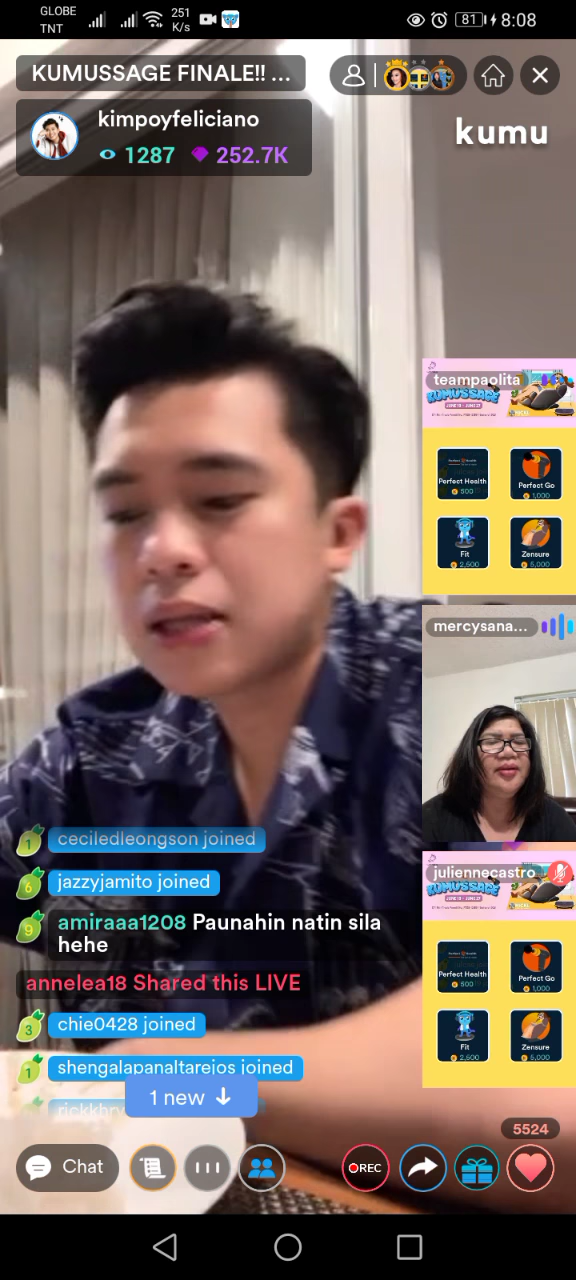 GLOBE
TNT
251
K/s
81
8:08
KUMUSSAGE FINALE!! ...
kimpoyfeliciano
1287
252.7K
kumu
teampaolita
KUMUSSAGE
Perfect Health
500
Perfect Go
1,000
Fit
2,500
Zensure
5,000
mercysana...
juliennecastro
KUMUSSAGE
Perfect Health
500
Perfect Go
1,000
Fit
2,500
Zensure
5,000
1 ceciledleongson joined
6 jazzyjamito joined
9 amiraaa1208 Paunahin natin sila
hehe
annelea18 Shared this LIVE
3 chie0428 joined
1 shengalapanaltarejos joined
1 new
5524
Chat
REC